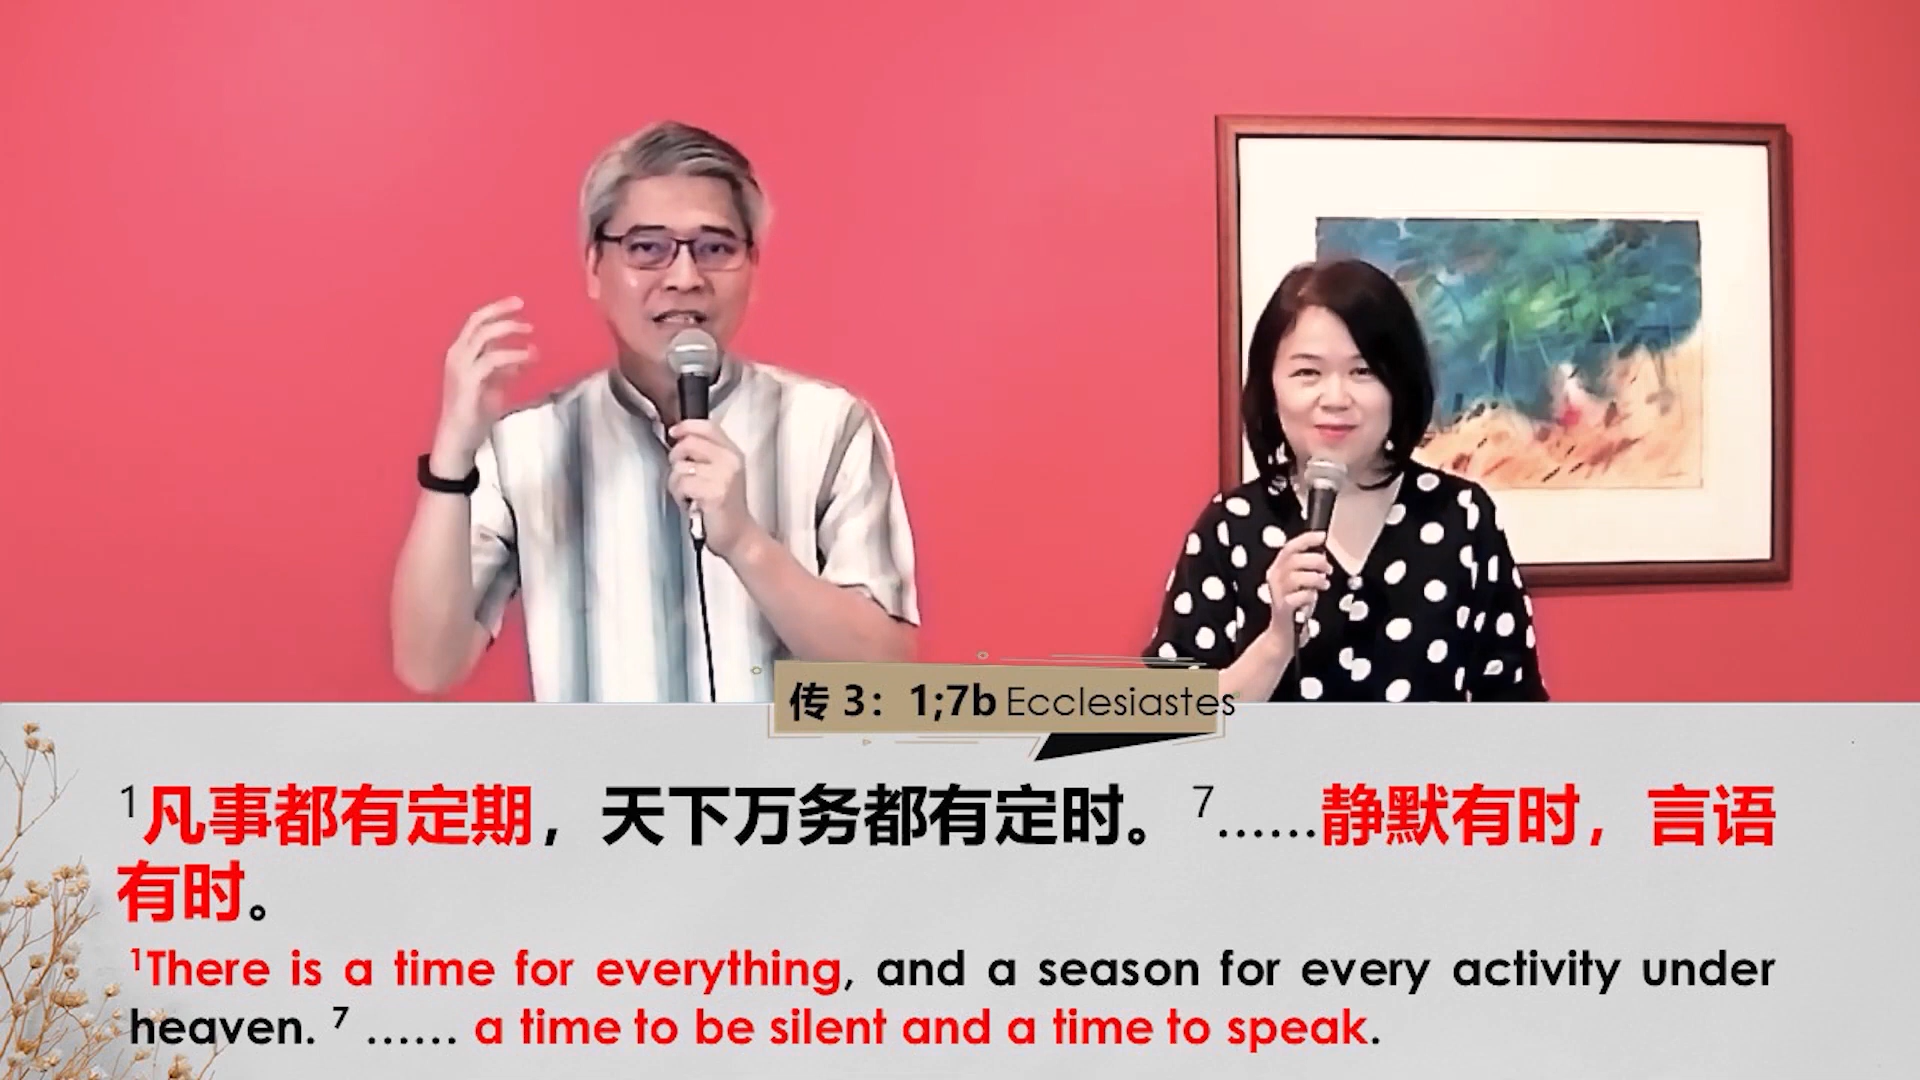 传 3：1;7b Ecclesiastes
¹凡事都有定期，天下万务都有定时。⁷……静默有时，言语
有时。
¹There is a time for everything, and a season for every activity under
heaven. ⁷ …… a time to be silent and a time to speak.